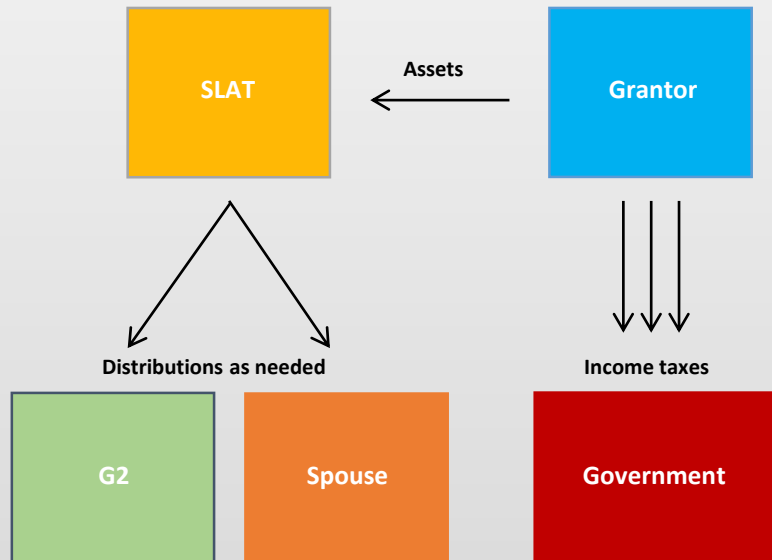 SLAT
Assets
Grantor
Distributions as needed
Income taxes
G2
Spouse
Government